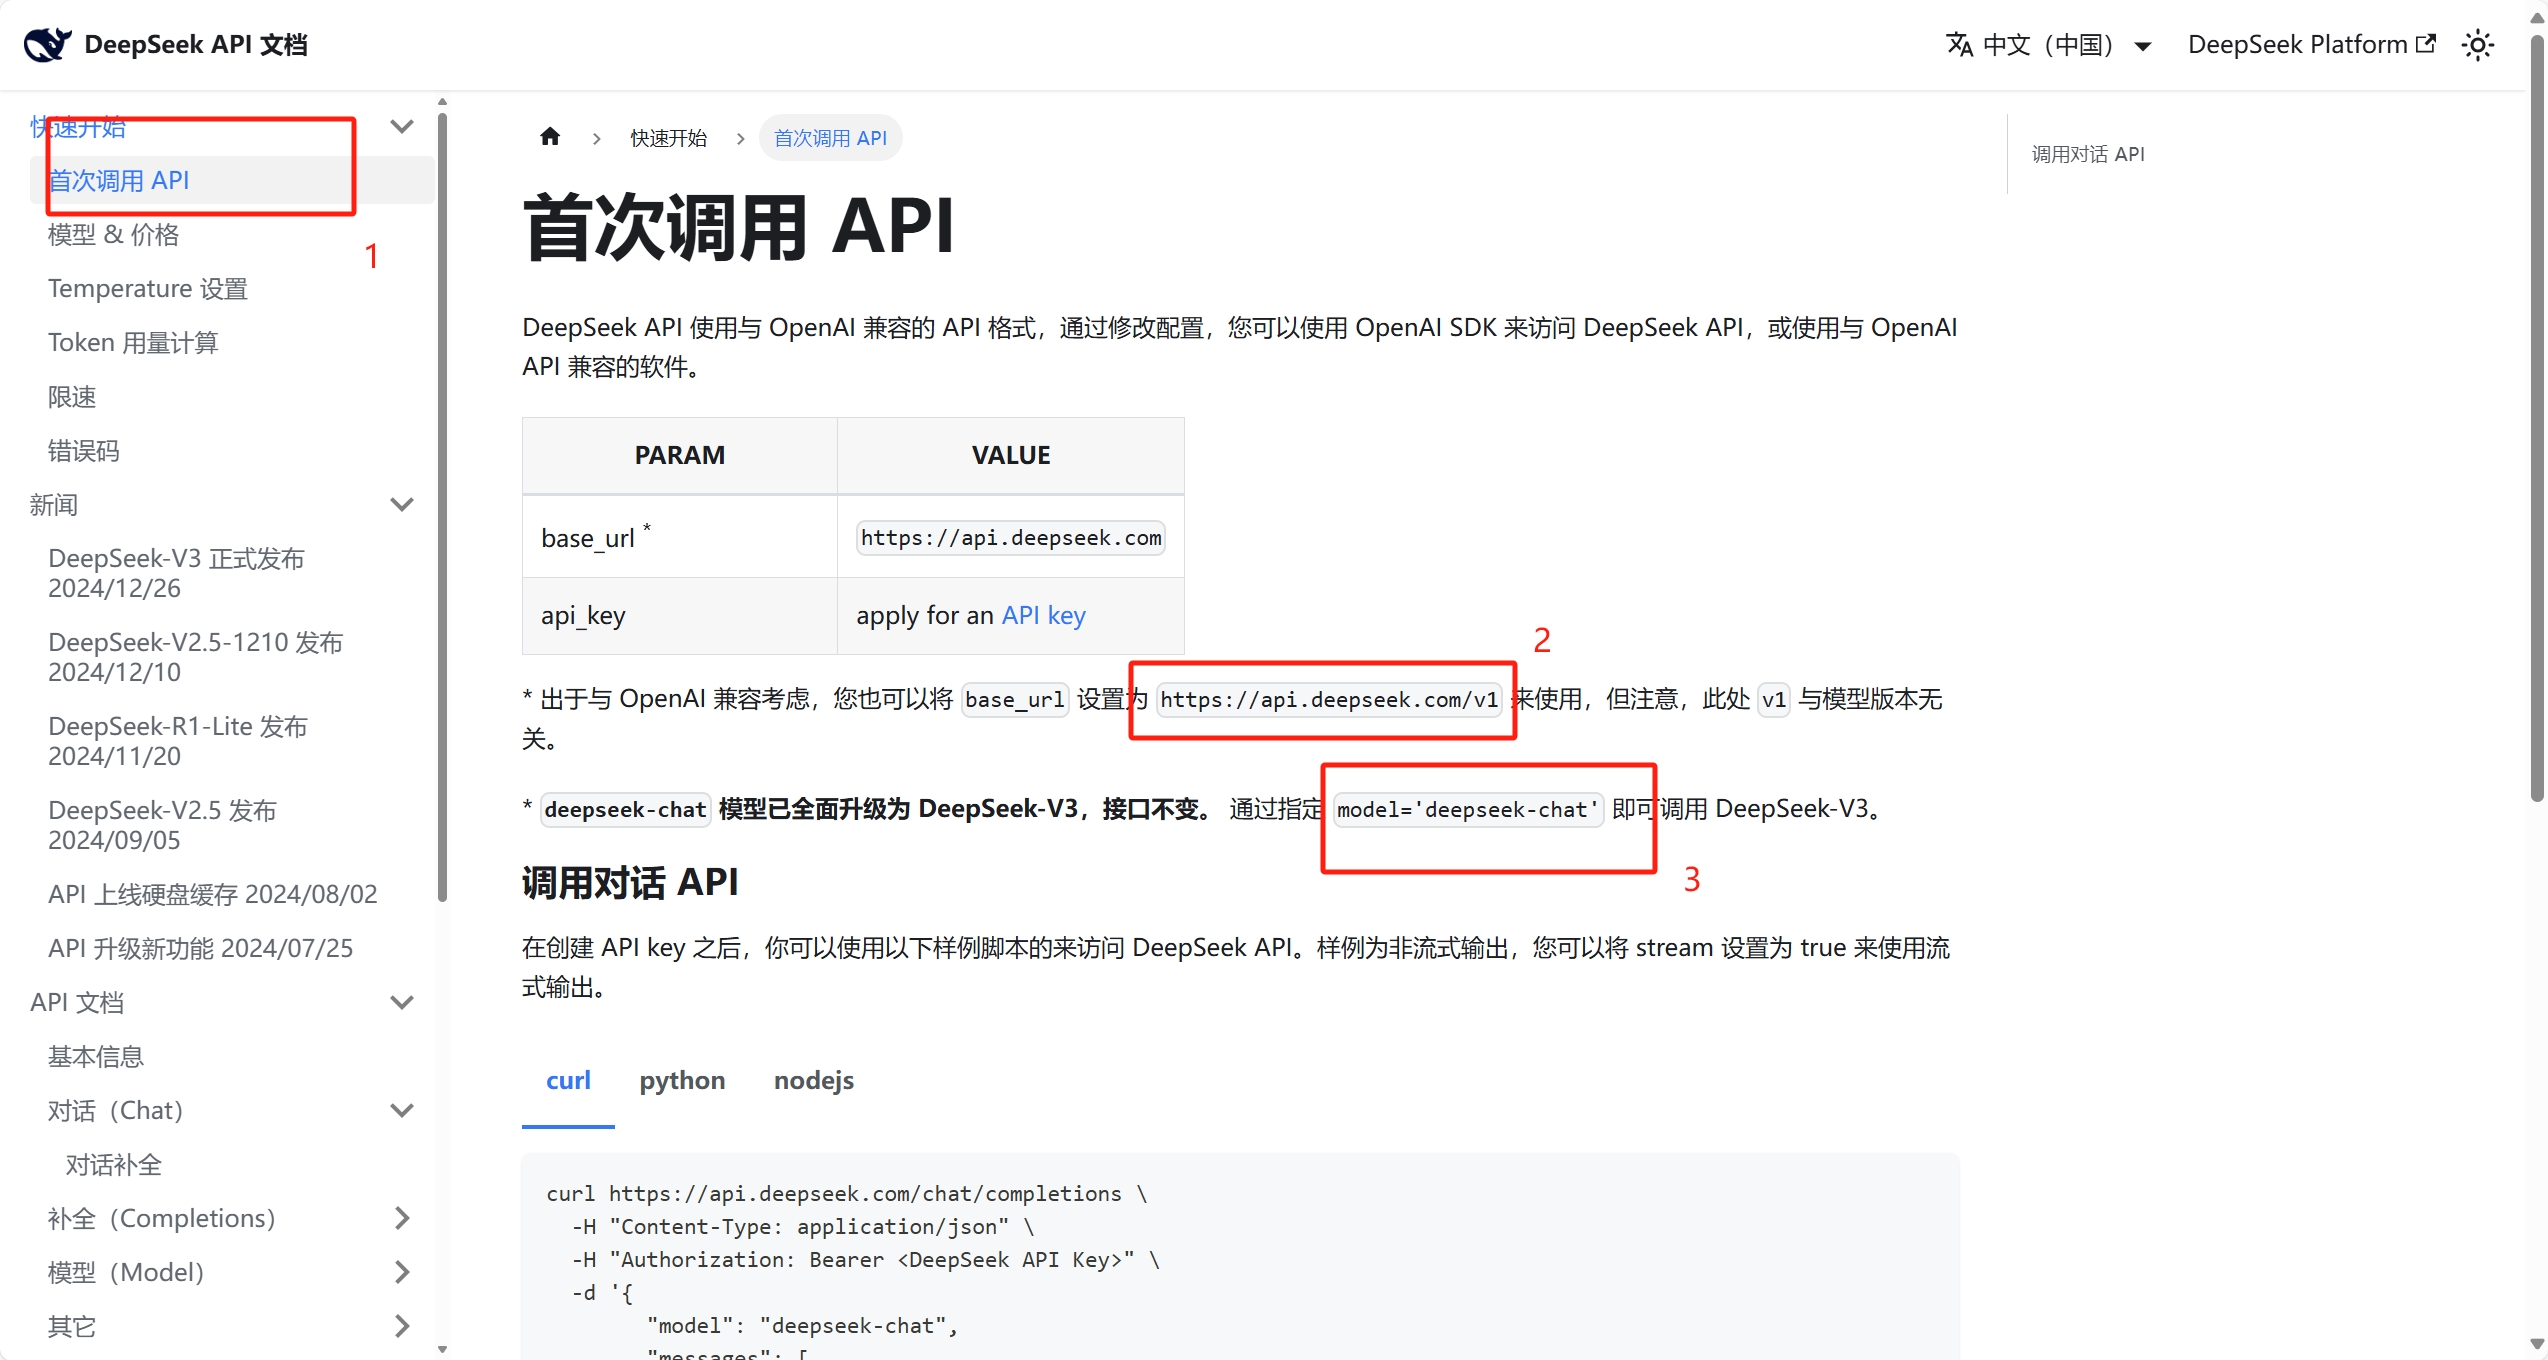 DeepSeek API 文档
中文（中国）
DeepSeek Platform
快速开始
首次调用 API
模型 & 价格
1
Temperature 设置
Token 用量计算
限速
错误码
新闻
DeepSeek-V3 正式发布
2024/12/26
DeepSeek-V2.5-1210 发布
2024/12/10
DeepSeek-R1-Lite 发布
2024/11/20
DeepSeek-V2.5 发布
2024/09/05
API 上线硬盘缓存 2024/08/02
API 升级新功能 2024/07/25
API 文档
基本信息
对话（Chat）
对话补全
补全（Completions）
模型（Model）
其它
快速开始
首次调用 API
首次调用 API
DeepSeek API 使用与 OpenAI 兼容的 API 格式，通过修改配置，您可以使用 OpenAI SDK 来访问 DeepSeek API，或使用与 OpenAI
API 兼容的软件。
PARAM VALUE
base_url * https://api.deepseek.com
api_key apply for an API key
2
* 出于与 OpenAI 兼容考虑，您也可以将 base_url 设置为 https://api.deepseek.com/v1 来使用，但注意，此处 v1 与模型版本无
关。
* deepseek-chat 模型已全面升级为 DeepSeek-V3，接口不变。 通过指定 model='deepseek-chat' 即可调用 DeepSeek-V3。
3
调用对话 API
在创建 API key 之后，你可以使用以下样例脚本的来访问 DeepSeek API。样例为非流式输出，您可以将 stream 设置为 true 来使用流
式输出。
curl python nodejs
curl https://api.deepseek.com/chat/completions \
-H "Content-Type: application/json" \
-H "Authorization: Bearer <DeepSeek API Key>" \
-d '{
"model": "deepseek-chat",
"messages": [
调用对话 API